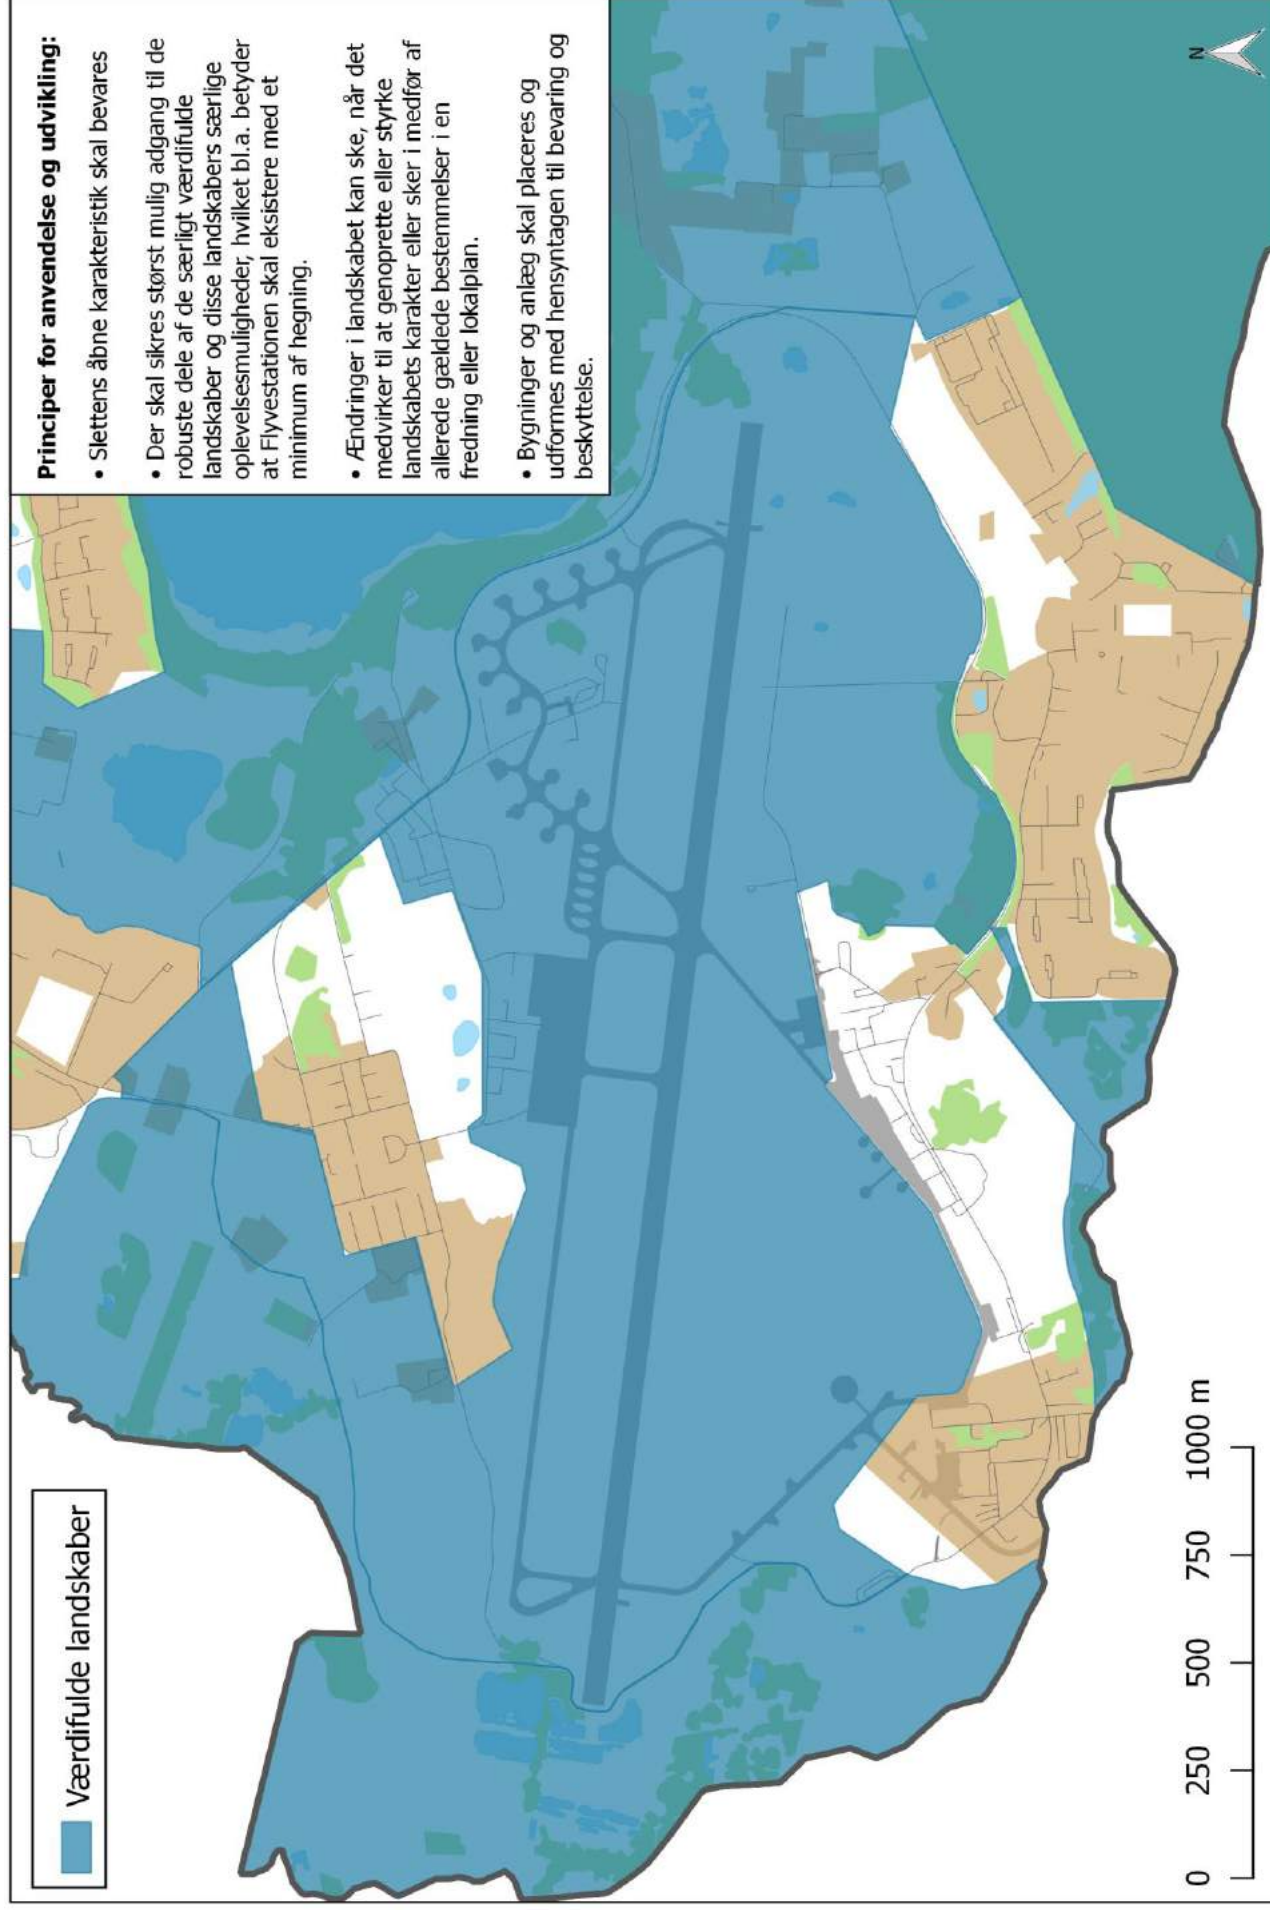 Værdifulde landskaber
Principer for anvendelse og udvikling:
• Slettens åbne karakteristik skal bevares
• Der skal sikres størst mulig adgang til de
robuste dele af de særligt værdifulde
landskaber og disse landskabers særlige
oplevelsesmuligheder, hvilket bl.a. betyder
at Flyvestationen skal eksistere med et
minimum af hegning.
• Ændringer i landskabet kan ske, når det
medvirker til at genoprette eller styrke
landskabets karakter eller sker i medfør af
allerede gældede bestemmelser i en
fredning eller lokalplan.
• Bygninger og anlæg skal placeres og
udformes med hensyntagen til bevaring og
beskyttelse.
N
0 250 500 750 1000 m